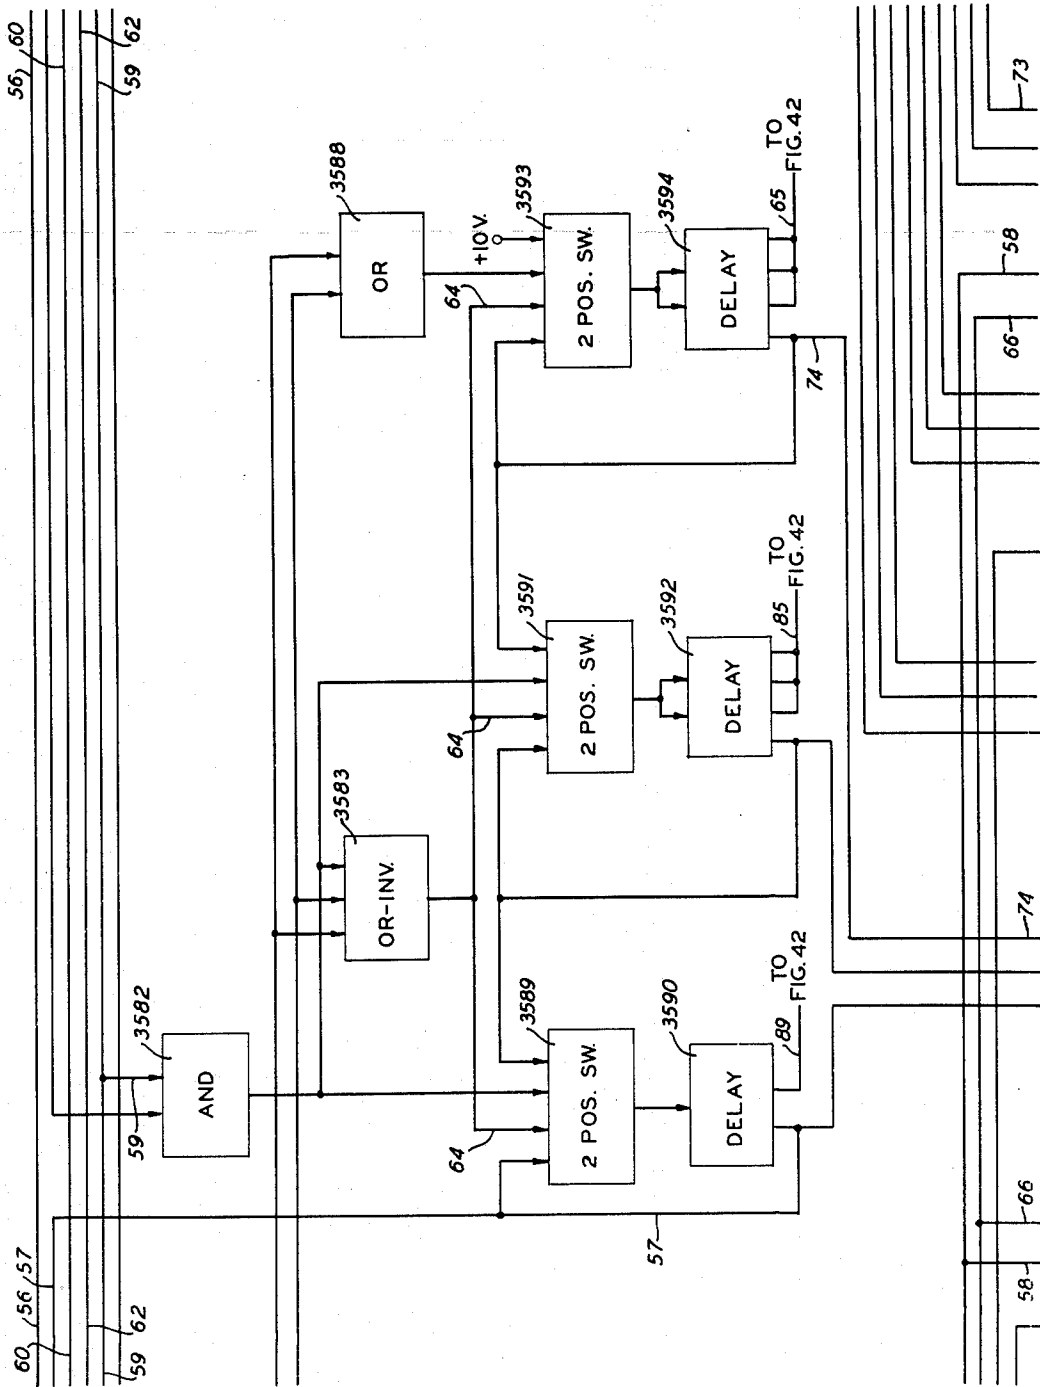 60
56
57
56
60
62
59
62
59
59
3582
AND
3583
OR-INV.
3588
OR
64
64
64
+10V.
3589
2 POS. SW.
3591
2 POS. SW.
3593
2 POS. SW.
57
3590
DELAY
89
TO
FIG. 42
3592
DELAY
85
TO
FIG. 42
3594
DELAY
65
TO
FIG. 42
74
58
66
74
66
58
73